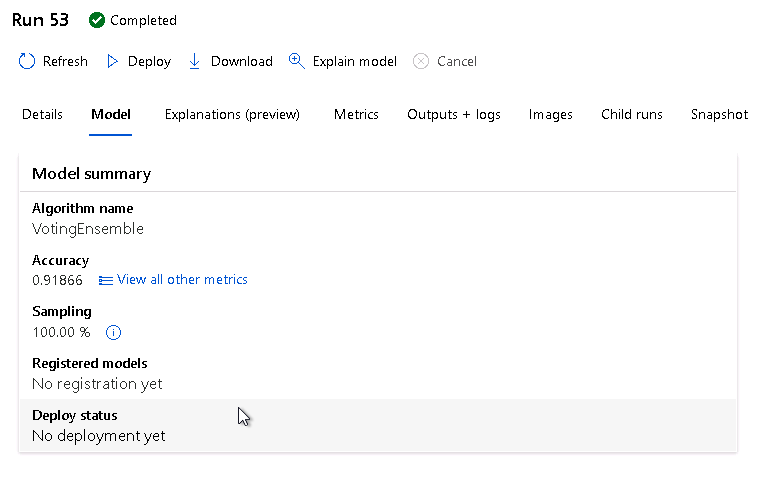 Run 53 Completed
Refresh Deploy Download Explain model Cancel
Details Model Explanations (preview) Metrics Outputs + logs Images Child runs Snapshot
Model summary
Algorithm name
VotingEnsemble
Accuracy
0.91866 View all other metrics
Sampling
100.00 %
Registered models
No registration yet
Deploy status
No deployment yet